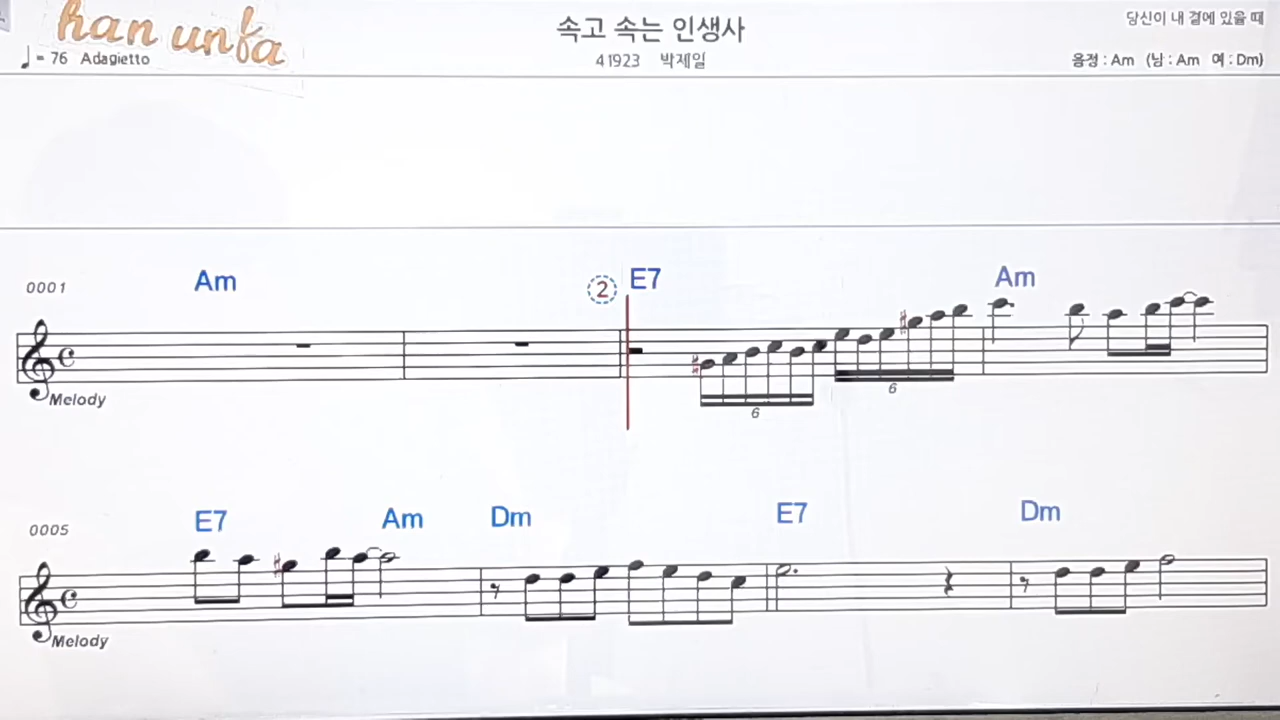 han unfa
속고 속는 인생사
당신이 내 곁에 있을 때
♩ = 76 Adagietto
41923 박제일
음정 : Am (남 : Am 여 : Dm)
0001 Am ② E7 Am
6 6
Melody
0005 E7 Am Dm E7 Dm
Melody